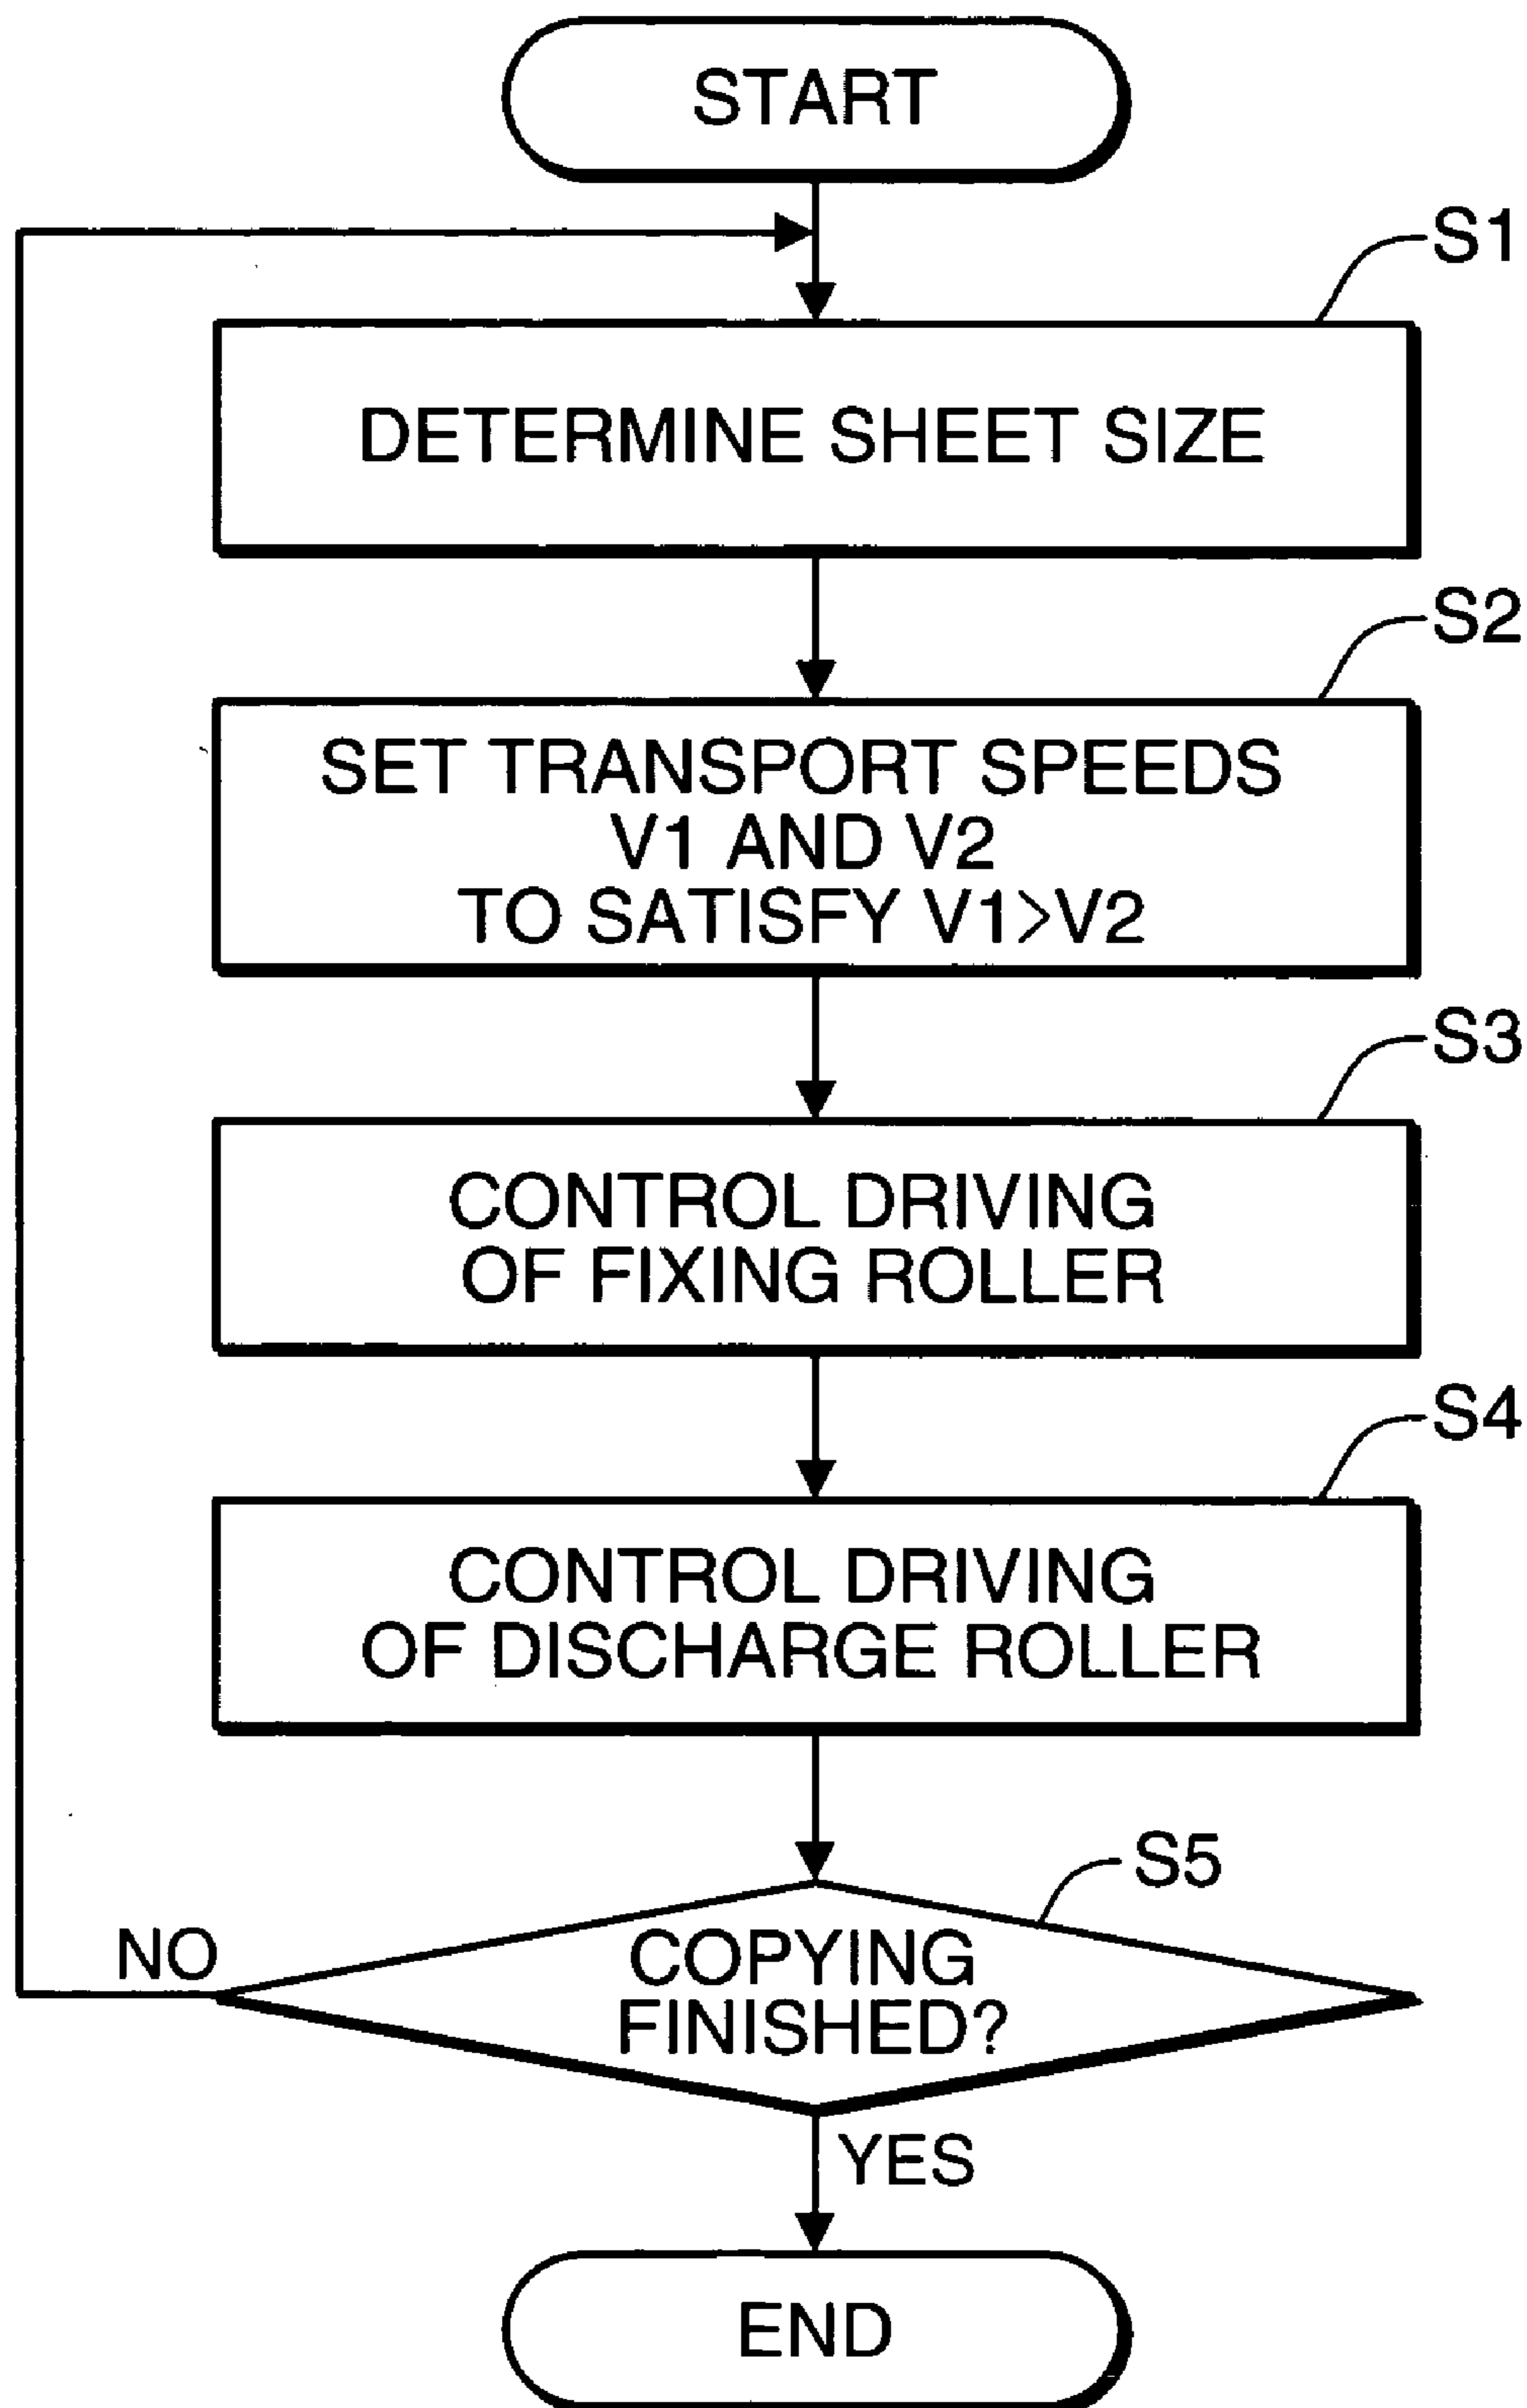 START
S1
DETERMINE SHEET SIZE
S2
SET TRANSPORT SPEEDS
V1 AND V2
TO SATISFY V1>V2
S3
CONTROL DRIVING
OF FIXING ROLLER
S4
CONTROL DRIVING
OF DISCHARGE ROLLER
S5
COPYING
FINISHED?
NO
YES
END